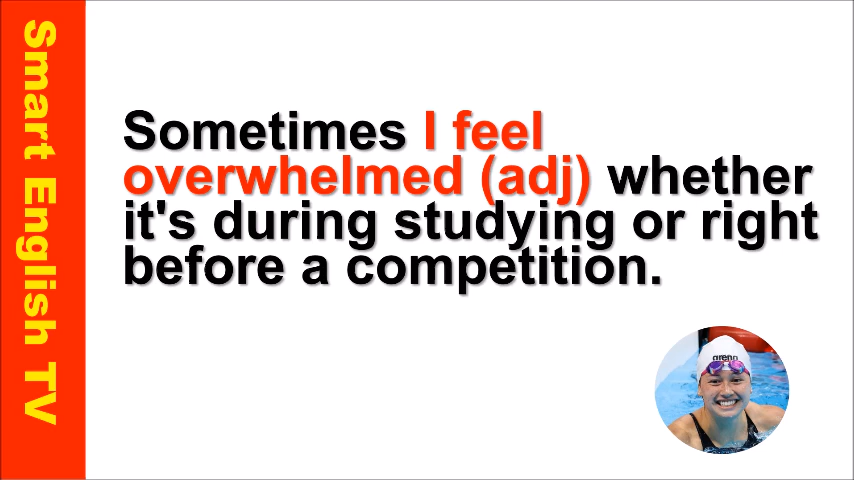 Smart English TV
Sometimes I feel
overwhelmed (adj) whether
it's during studying or right
before a competition.
arena